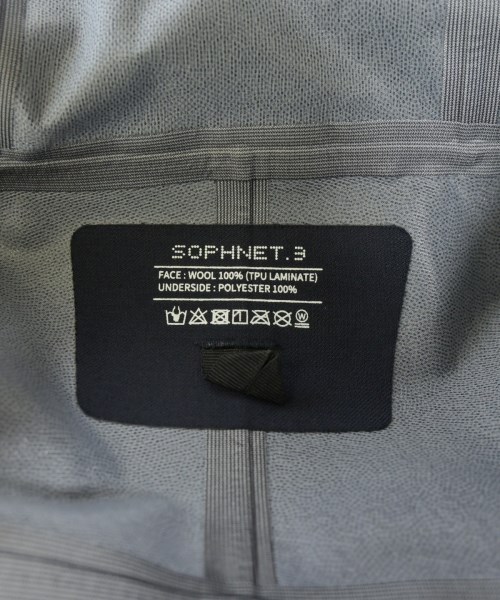 SOPHNET.3
FACE : WOOL 100% (TPU LAMINATE)
UNDERSIDE : POLYESTER 100%
W